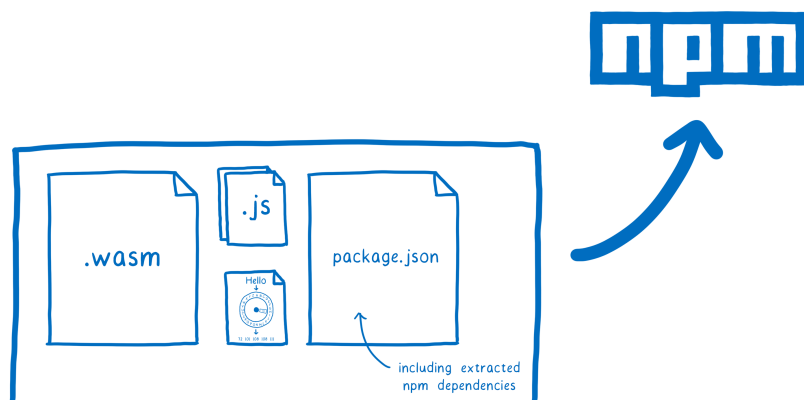 npm
.js
.wasm
package.json
Hello
including extracted
npm dependencies